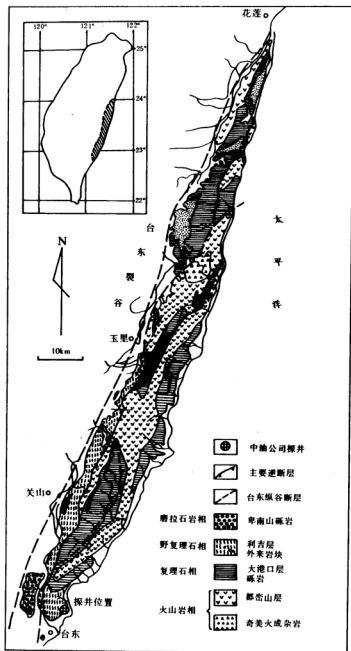 花莲
120°
121°
122°
25°
24°
23°
22°
台东裂谷
太平洋
N
10km
玉里
关山
探井位置
台东
中油公司探井
主要逆断层
台东纵谷断层
磨拉石岩相
卑南山砾岩
野复理石相
利吉层
外来岩块
复理石相
大港口层
砾岩
火山岩相
都峦山层
奇美火成杂岩